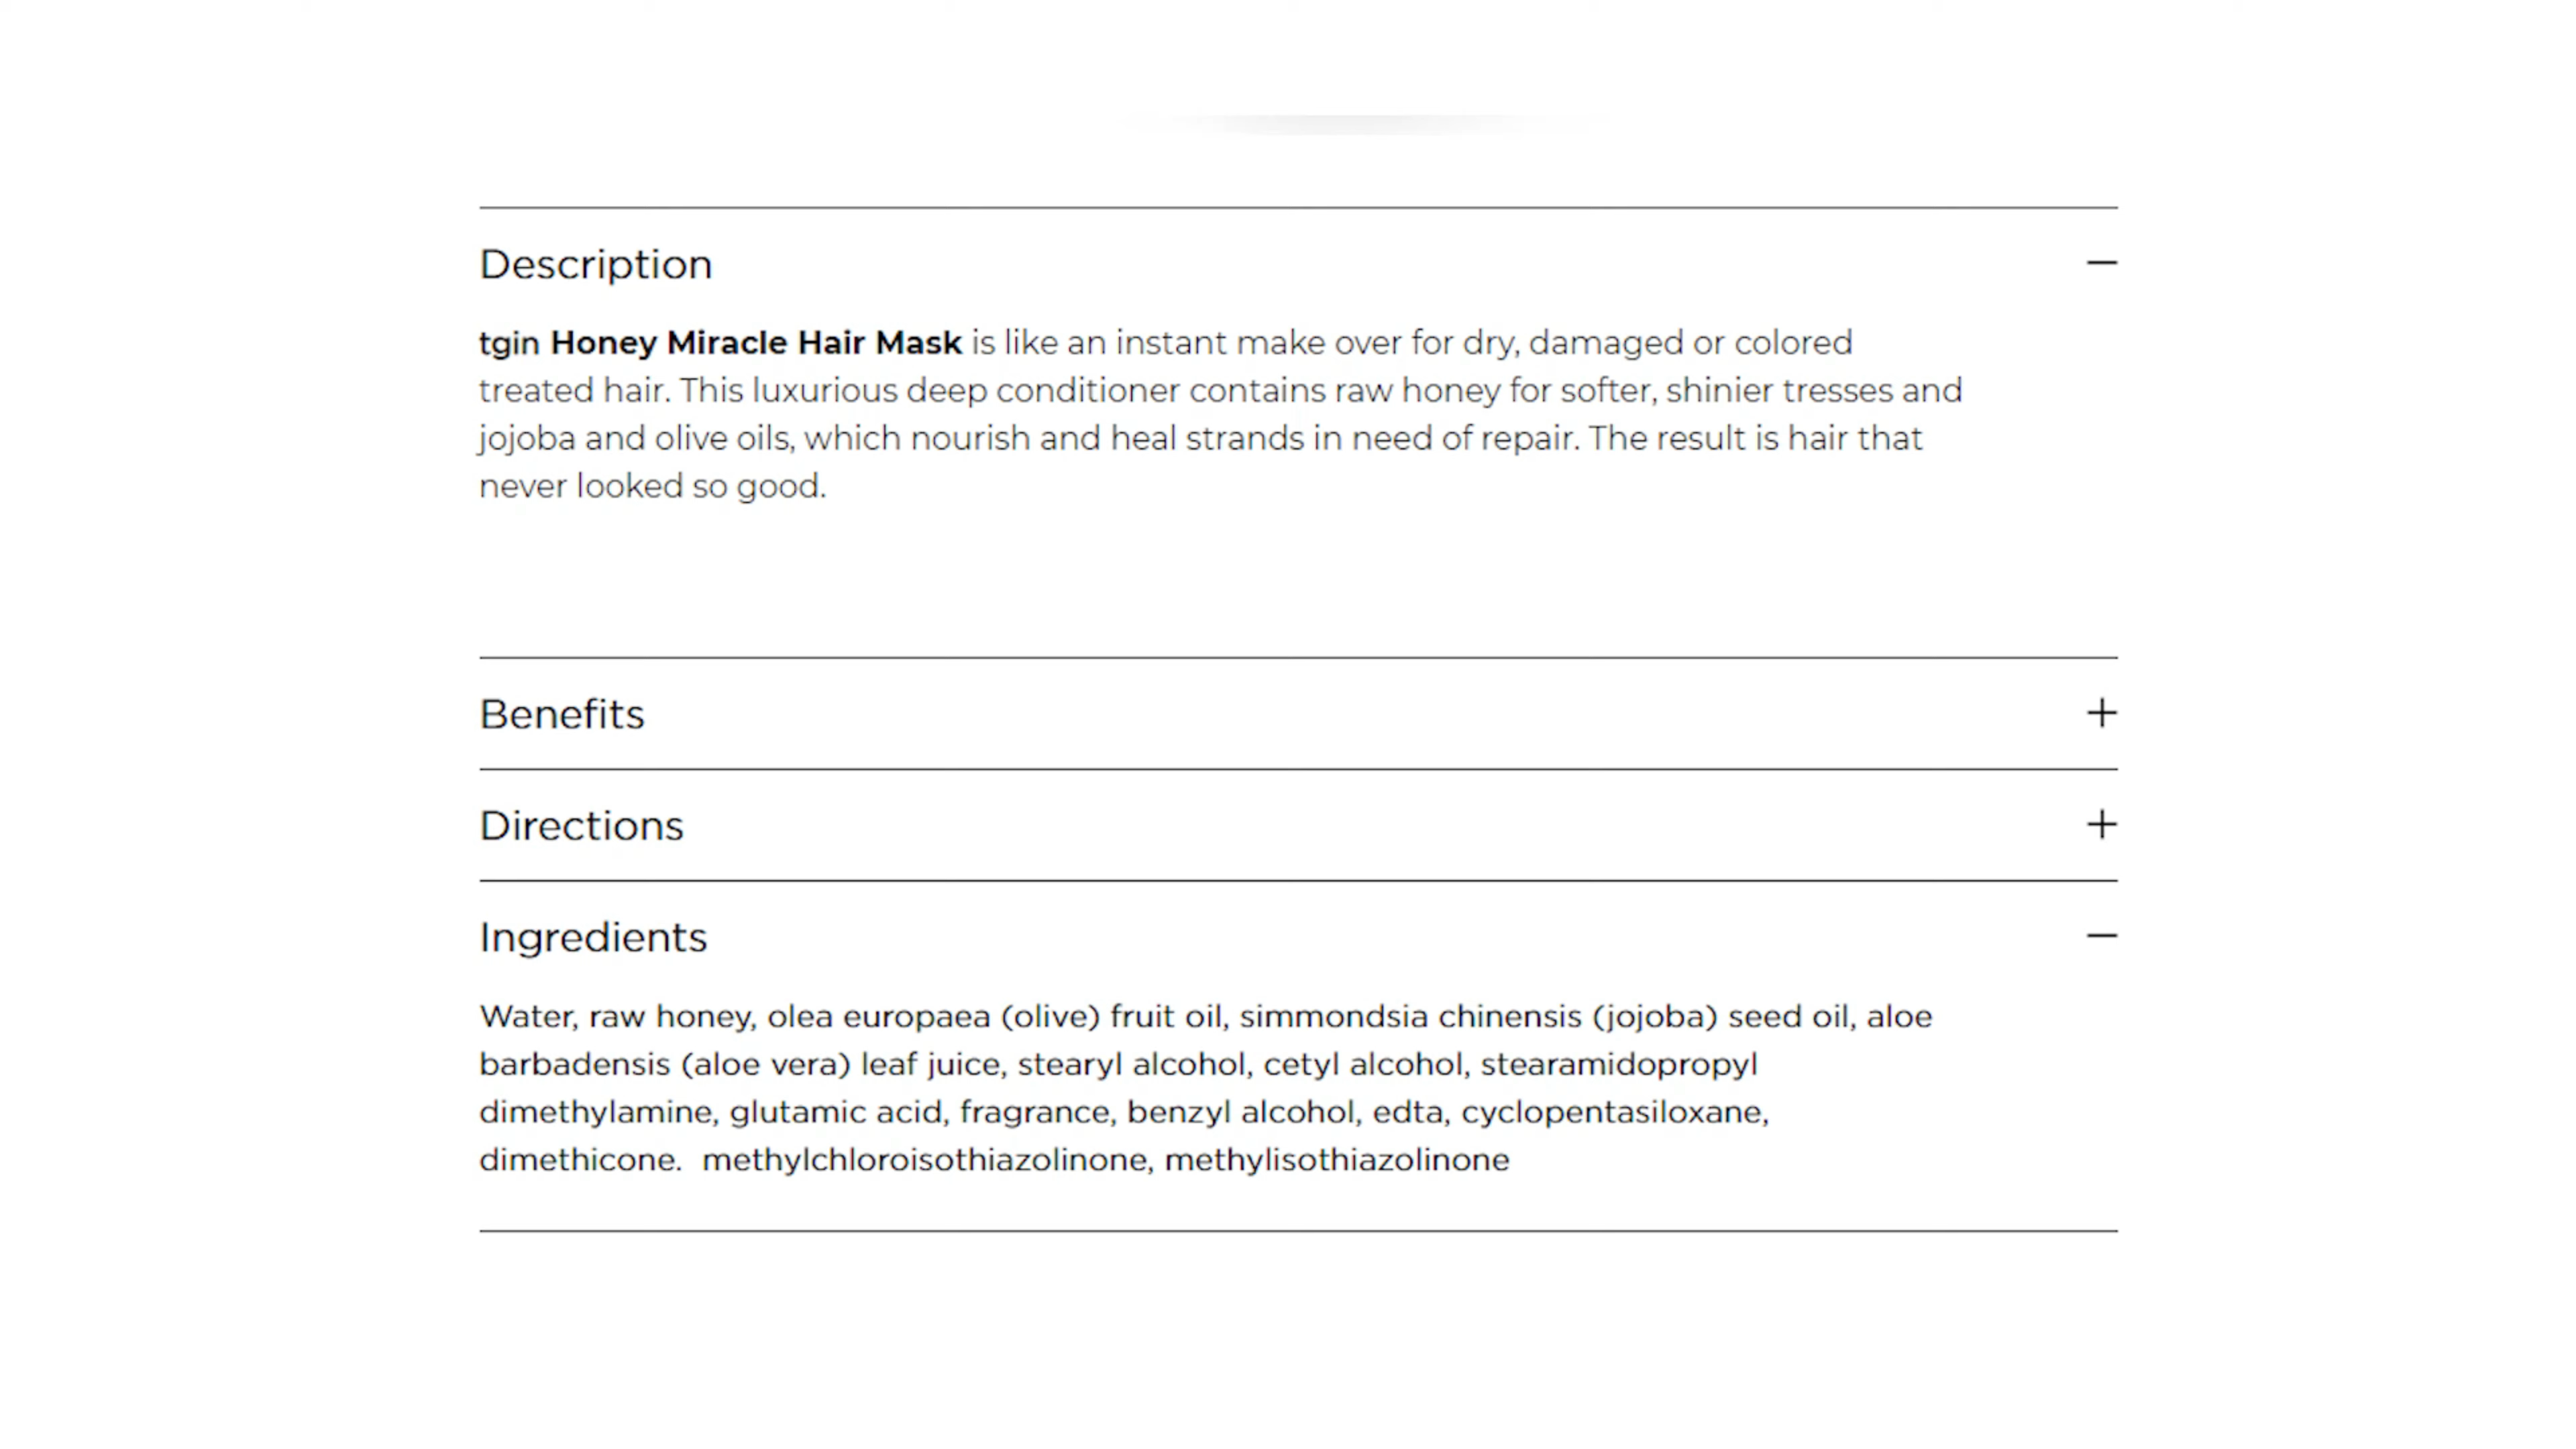 Description
tgin Honey Miracle Hair Mask is like an instant make over for dry, damaged or colored
treated hair. This luxurious deep conditioner contains raw honey for softer, shinier tresses and
jojoba and olive oils, which nourish and heal strands in need of repair. The result is hair that
never looked so good.
Benefits
Directions
Ingredients
Water, raw honey, olea europaea (olive) fruit oil, simmondsia chinensis (jojoba) seed oil, aloe
barbadensis (aloe vera) leaf juice, stearyl alcohol, cetyl alcohol, stearamidopropyl
dimethylamine, glutamic acid, fragrance, benzyl alcohol, edta, cyclopentasiloxane,
dimethicone.  methylchloroisothiazolinone, methylisothiazolinone